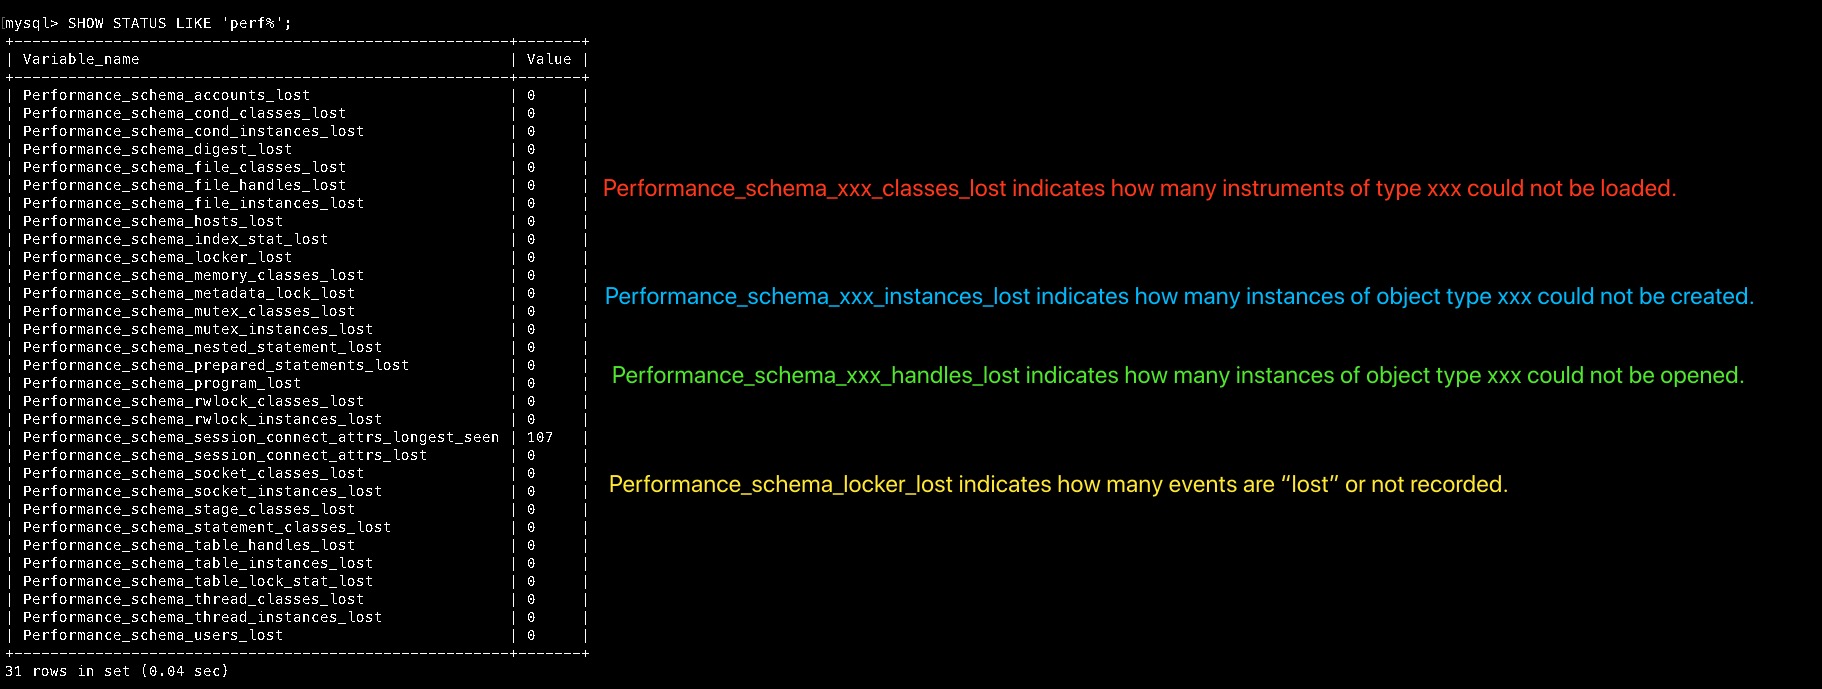 mysql> SHOW STATUS LIKE 'perf%';
+------------------------------------------------------+-------+
| Variable_name                                        | Value |
+------------------------------------------------------+-------+
| Performance_schema_accounts_lost                     | 0     |
| Performance_schema_cond_classes_lost                 | 0     |
| Performance_schema_cond_instances_lost               | 0     |
| Performance_schema_digest_lost                       | 0     |
| Performance_schema_file_classes_lost                 | 0     |
| Performance_schema_file_handles_lost                 | 0     |
Performance_schema_xxx_classes_lost indicates how many instruments of type xxx could not be loaded.
| Performance_schema_file_instances_lost               | 0     |
| Performance_schema_hosts_lost                        | 0     |
| Performance_schema_index_stat_lost                   | 0     |
| Performance_schema_locker_lost                       | 0     |
| Performance_schema_memory_classes_lost               | 0     |
| Performance_schema_metadata_lock_lost                | 0     |
Performance_schema_xxx_instances_lost indicates how many instances of object type xxx could not be created.
| Performance_schema_mutex_classes_lost                | 0     |
| Performance_schema_mutex_instances_lost              | 0     |
| Performance_schema_nested_statement_lost             | 0     |
| Performance_schema_prepared_statements_lost          | 0     |
Performance_schema_xxx_handles_lost indicates how many instances of object type xxx could not be opened.
| Performance_schema_program_lost                      | 0     |
| Performance_schema_rwlock_classes_lost               | 0     |
| Performance_schema_rwlock_instances_lost             | 0     |
| Performance_schema_session_connect_attrs_longest_seen | 107   |
| Performance_schema_session_connect_attrs_lost        | 0     |
| Performance_schema_socket_classes_lost               | 0     |
Performance_schema_locker_lost indicates how many events are “lost” or not recorded.
| Performance_schema_socket_instances_lost             | 0     |
| Performance_schema_stage_classes_lost                | 0     |
| Performance_schema_statement_classes_lost            | 0     |
| Performance_schema_table_handles_lost                | 0     |
| Performance_schema_table_instances_lost              | 0     |
| Performance_schema_table_lock_stat_lost              | 0     |
| Performance_schema_thread_classes_lost               | 0     |
| Performance_schema_thread_instances_lost             | 0     |
| Performance_schema_users_lost                        | 0     |
+------------------------------------------------------+-------+
31 rows in set (0.04 sec)